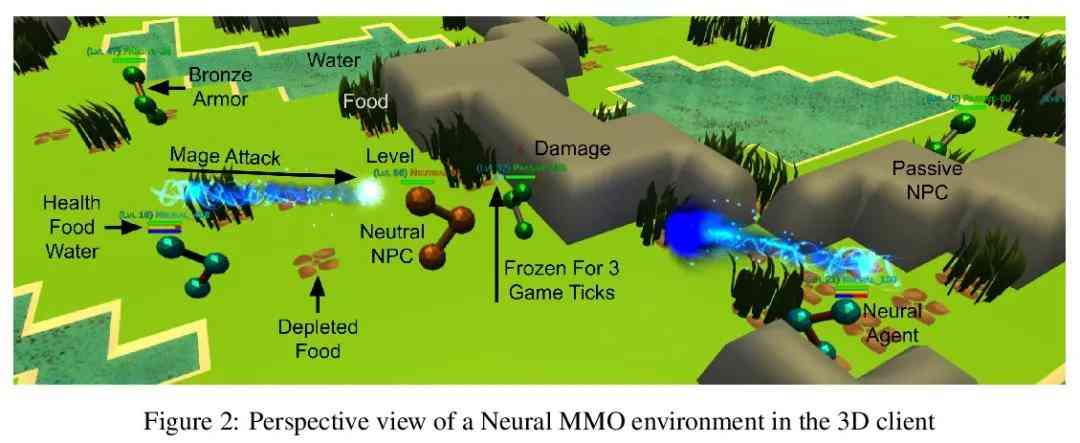 Water
Bronze
Armor
Food
Mage Attack
Level
Damage
Passive
NPC
Health
Food
Water
Neutral
NPC
Frozen For 3
Game Ticks
Depleted
Food
Neural
Agent
Figure 2: Perspective view of a Neural MMO environment in the 3D client